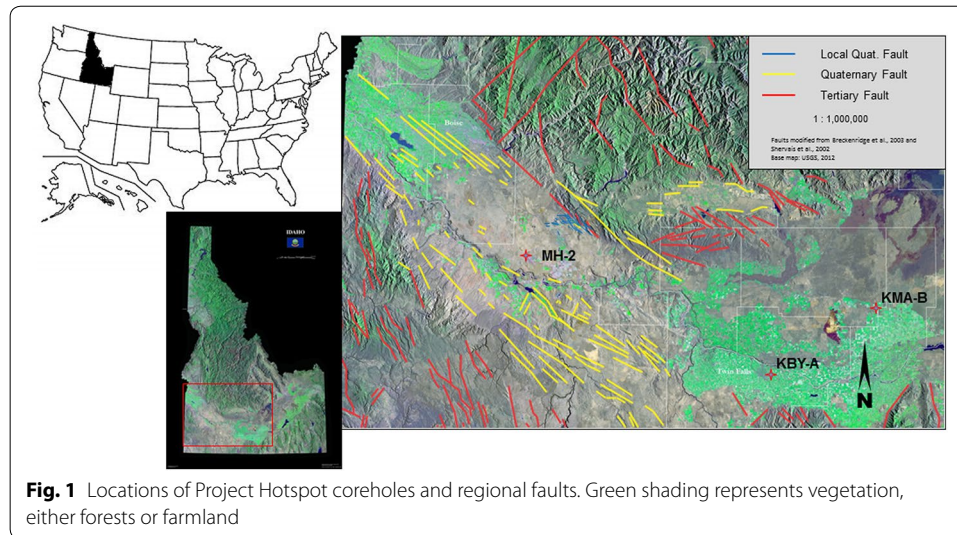 IDAHO
Local Quat. Fault
Quaternary Fault
Tertiary Fault
1 : 1,000,000
Faults modified from Breckenridge et al., 2003 and
Shervais et al., 2002
Base map: USGS, 2012
Boise
MH-2
KMA-B
KBY-A
Twin Falls
N
Fig. 1 Locations of Project Hotspot coreholes and regional faults. Green shading represents vegetation,
either forests or farmland